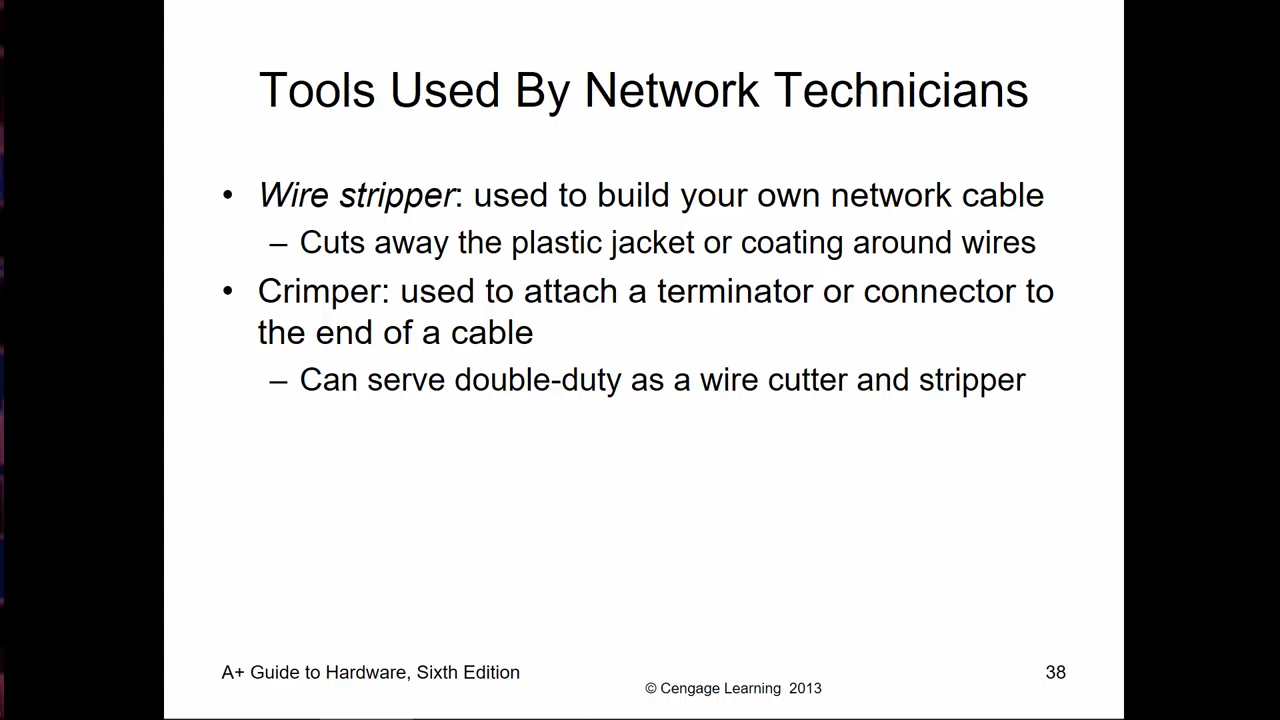 Tools Used By Network Technicians
• Wire stripper: used to build your own network cable
– Cuts away the plastic jacket or coating around wires
• Crimper: used to attach a terminator or connector to
the end of a cable
– Can serve double-duty as a wire cutter and stripper
A+ Guide to Hardware, Sixth Edition
© Cengage Learning 2013
38